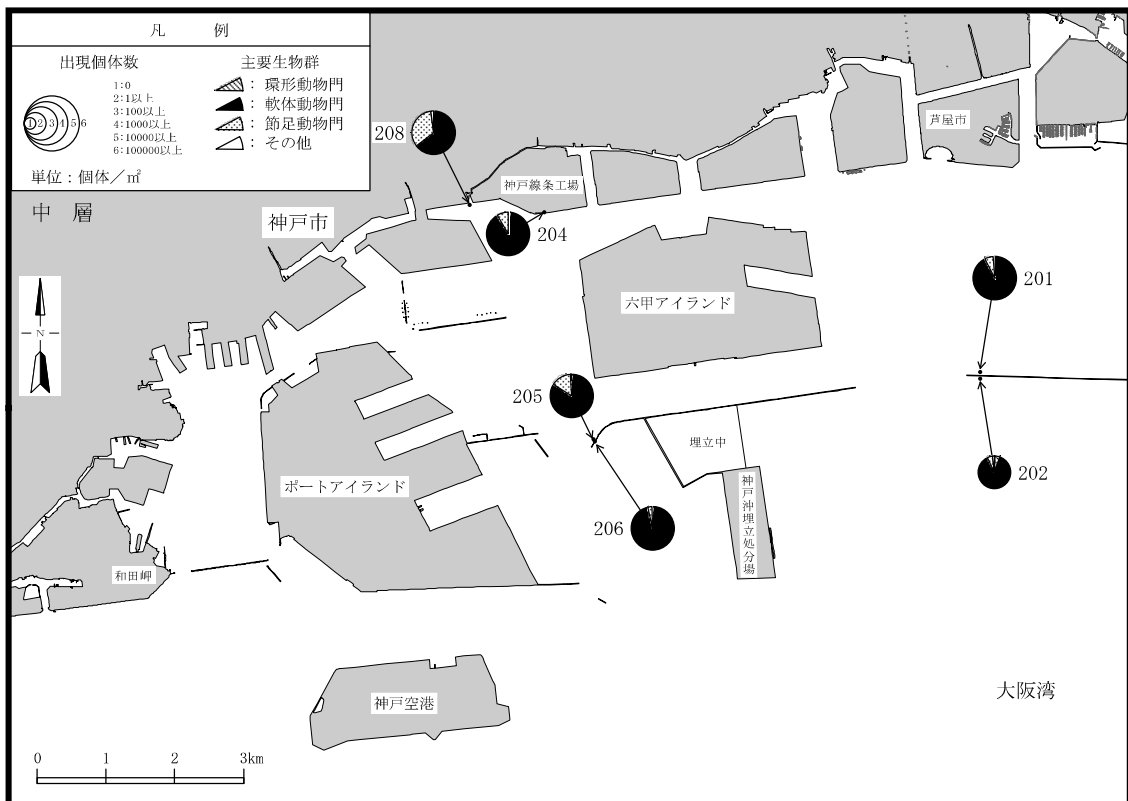 凡 例
出現個体数
1:0
2:1以上
3:100以上
4:1000以上
5:10000以上
6:100000以上
1 2 3 4 5 6
単位:個体/㎡
主要生物群
: 環形動物門
: 軟体動物門
: 節足動物門
: その他
中 層
208
神戸線条工場
芦屋市
神戸市
204
201
六甲アイランド
N
205
埋立中
202
ポートアイランド
神戸沖埋立処分場
206
和田岬
大阪湾
神戸空港
0 1 2 3km